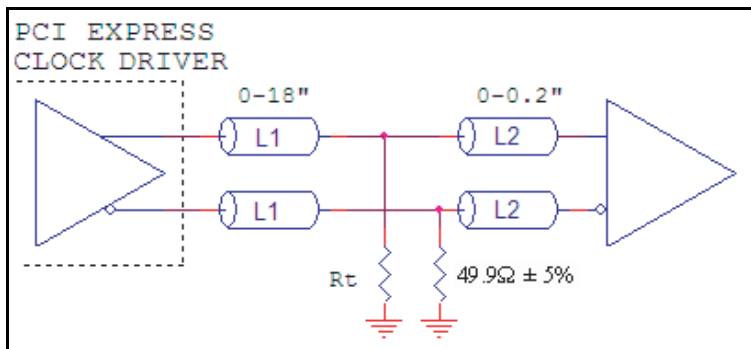 PCI EXPRESS
CLOCK DRIVER
0-18"
0-0.2"
L1
L2
L1
L2
Rt
49.9Ω ± 5%